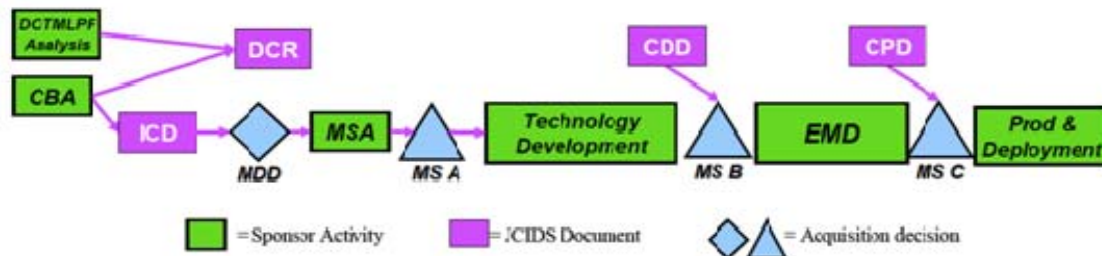 DCTMLPF
Analysis
DCR
CDD
CPD
CBA
ICD
MSA
Technology
Development
EMD
Prod &
Deployment
MDD
MS A
MS B
MS C
= Sponsor Activity
= JCIDS Document
= Acquisition decision